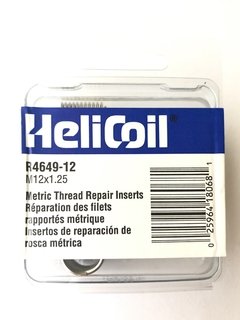 HeliCoil®
R4649-12
M12x1.25
Metric Thread Repair Inserts
Réparation des filets
rapportés métrique
Insertos de reparación de
rosca métrica
0 25964 18068 1